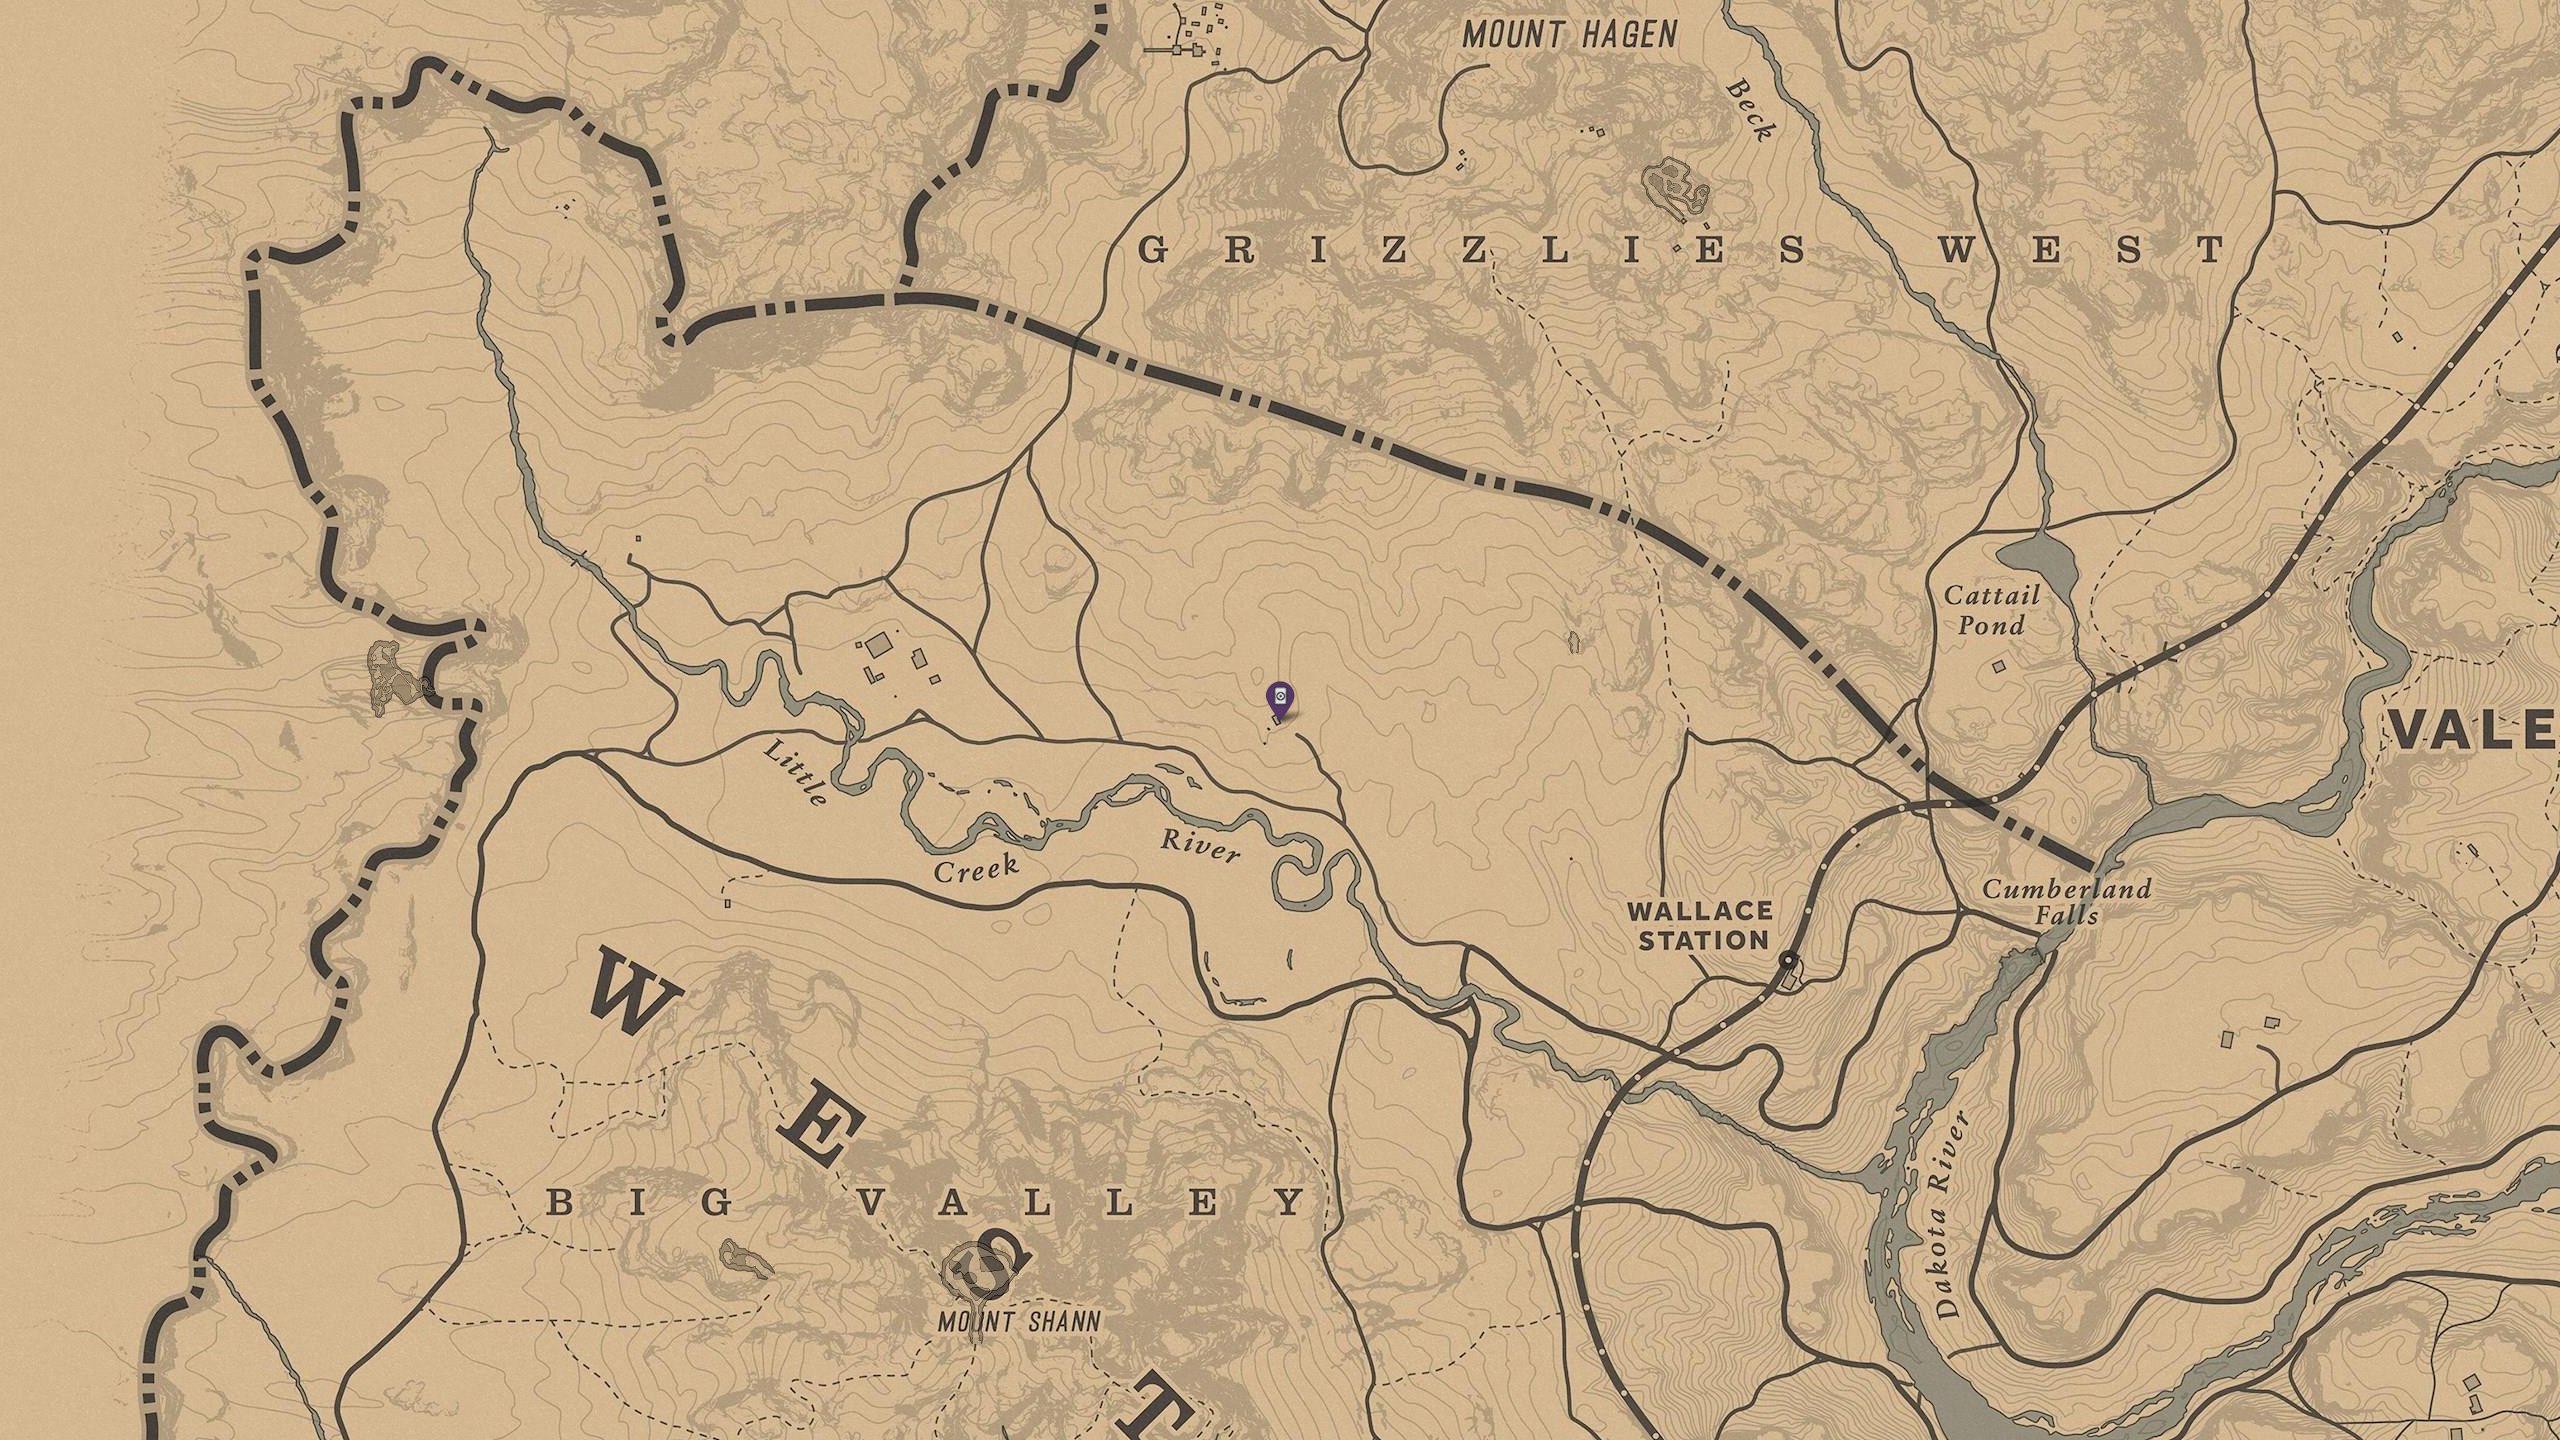 MOUNT HAGEN
Beck
GRIZZLIES WEST
Cattail
Pond
VALE
Little
Creek
River
WALLACE
STATION
Cumberland
Falls
WEST
BIG VALLEY
Dakota River
MOUNT SHANN